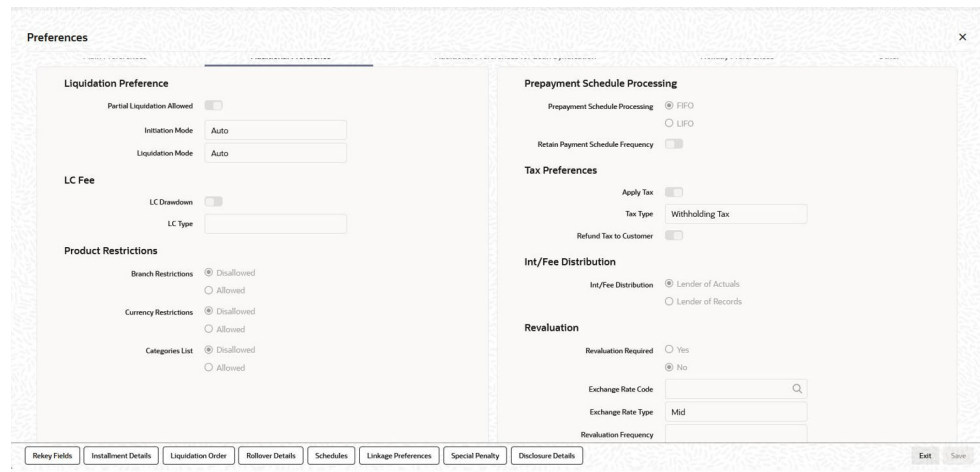 Preferences
Liquidation Preference
Partial Liquidation Allowed
Initiation Mode Auto
Liquidation Mode Auto
LC Fee
LC Drawdown
LC Type
Product Restrictions
Branch Restrictions Disallowed
Allowed
Currency Restrictions Disallowed
Allowed
Categories List Disallowed
Allowed
Prepayment Schedule Processing
Prepayment Schedule Processing FIFO
LIFO
Retain Payment Schedule Frequency
Tax Preferences
Apply Tax
Tax Type Withholding Tax
Refund Tax to Customer
Int/Fee Distribution
Int/Fee Distribution Lender of Actuals
Lender of Records
Revaluation
Revaluation Required Yes
No
Exchange Rate Code
Exchange Rate Type Mid
Revaluation Frequency
Rekey Fields Installment Details Liquidation Order Rollover Details Schedules Linkage Preferences Special Penalty Disclosure Details Exit Save